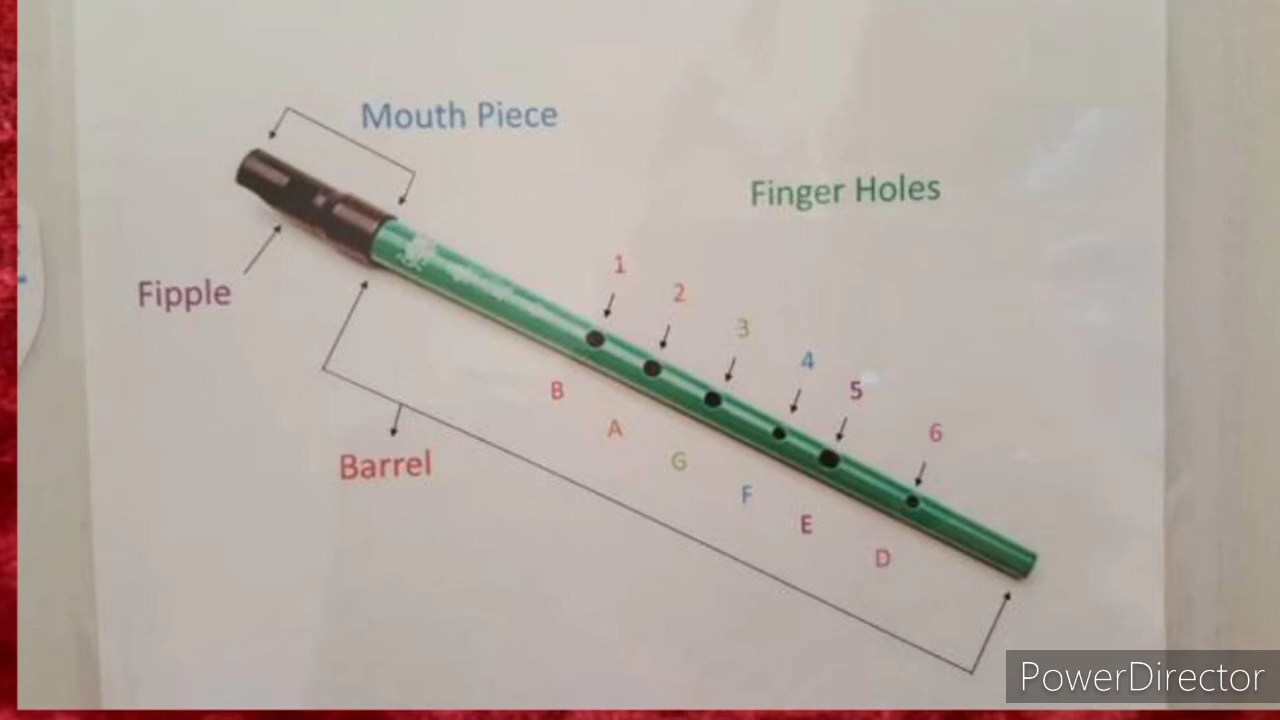 Mouth Piece
Finger Holes
Fipple
1
2
3
4
5
6
B
A
G
F
E
D
Barrel
PowerDirector